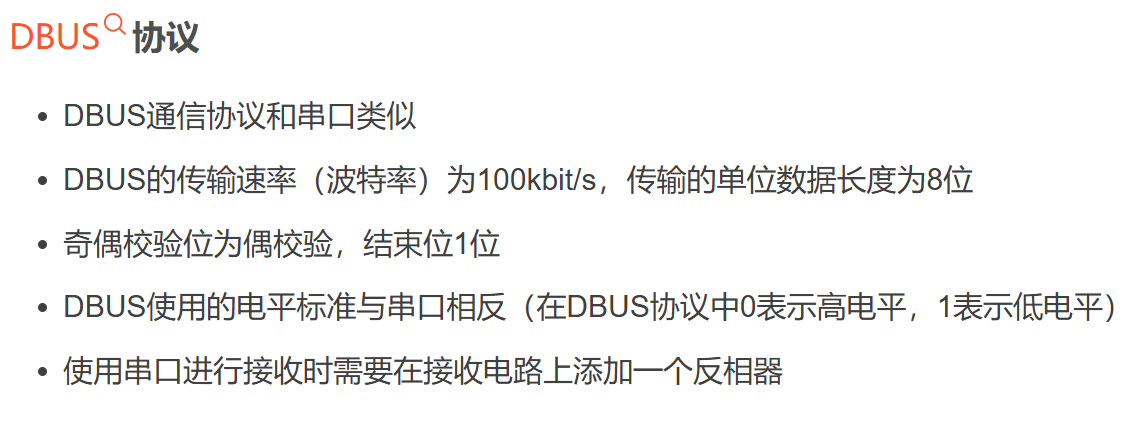 DBUS协议
DBUS通信协议和串口类似
DBUS的传输速率（波特率）为100kbit/s，传输的单位数据长度为8位
奇偶校验位为偶校验，结束位1位
DBUS使用的电平标准与串口相反（在DBUS协议中0表示高电平，1表示低电平）
使用串口进行接收时需要在接收电路上添加一个反相器